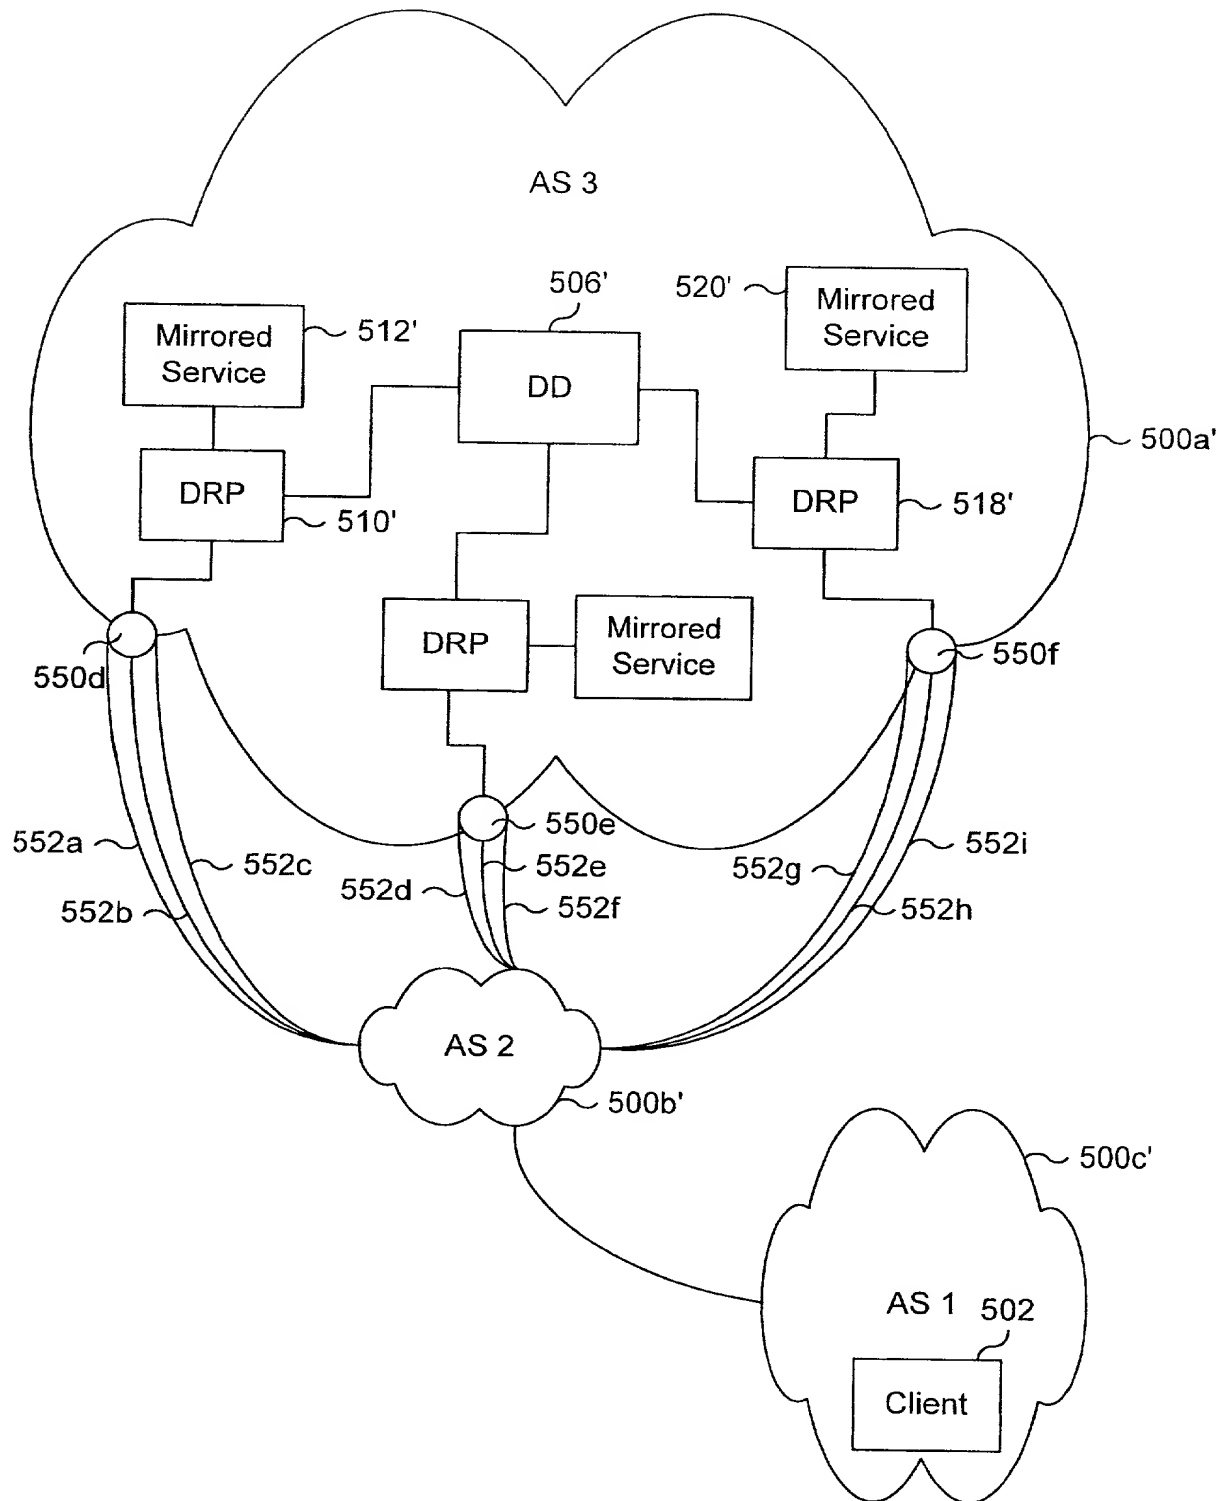 AS 3
506'
520'
Mirrored
Service
512'
Mirrored
Service
DD
500a'
DRP
510'
DRP
518'
DRP
Mirrored
Service
550d
550f
550e
552a
552c
552b
552d
552e
552f
552g
552i
552h
AS 2
500b'
500c'
AS 1
502
Client